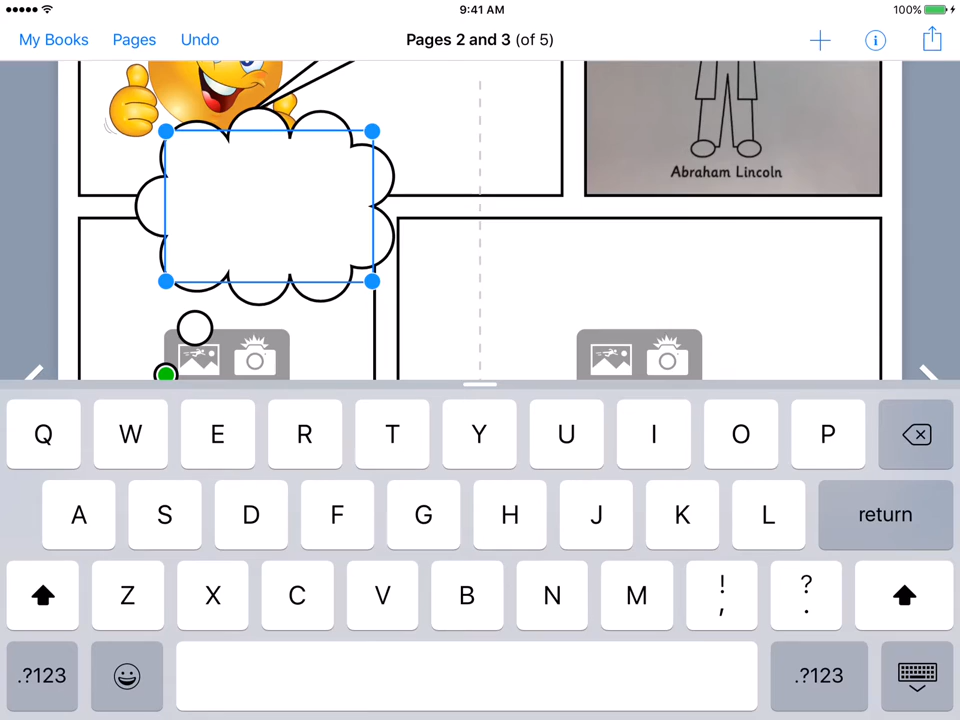 9:41 AM
100%
My Books Pages Undo Pages 2 and 3 (of 5)
Abraham Lincoln
Q W E R T Y U I O P
A S D F G H J K L return
Z X C V B N M ! , ? .
.?123 .?123